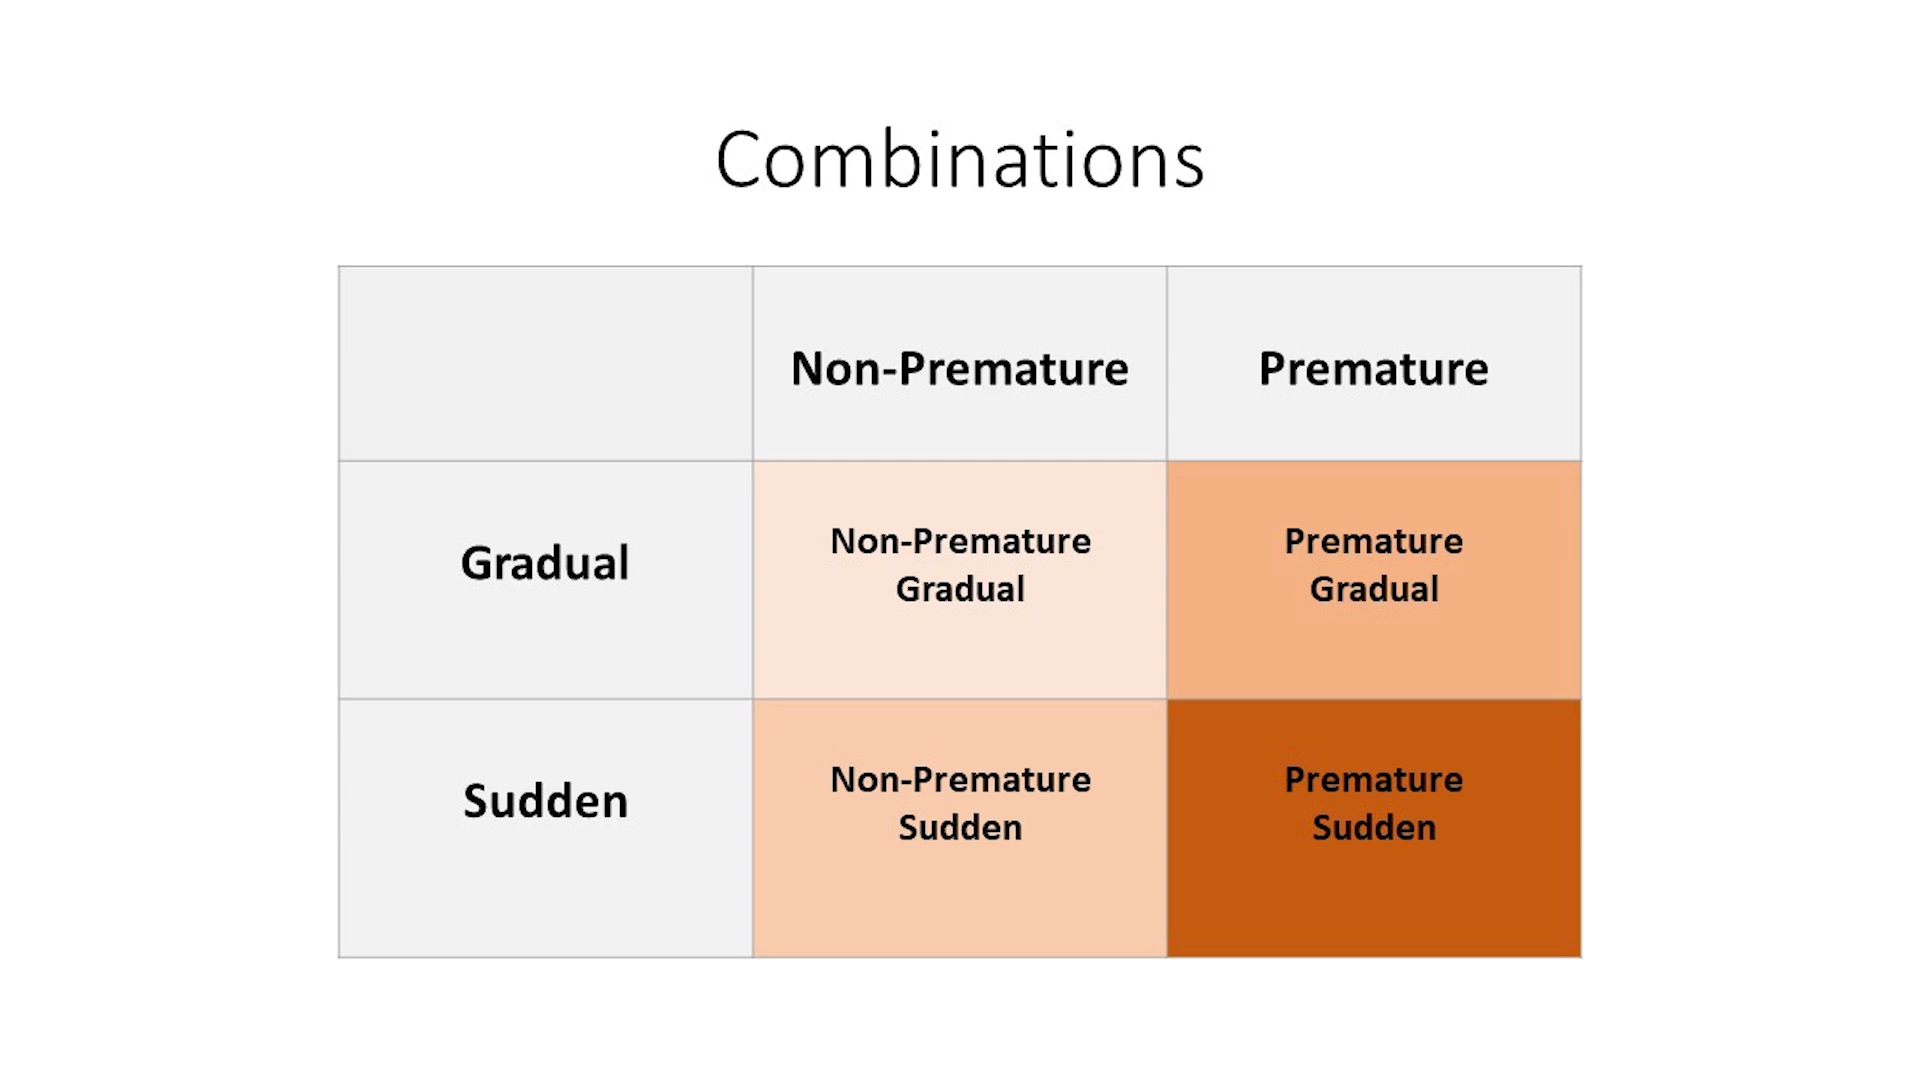 Combinations
Non-Premature
Premature
Gradual
Non-Premature
Gradual
Premature
Gradual
Sudden
Non-Premature
Sudden
Premature
Sudden